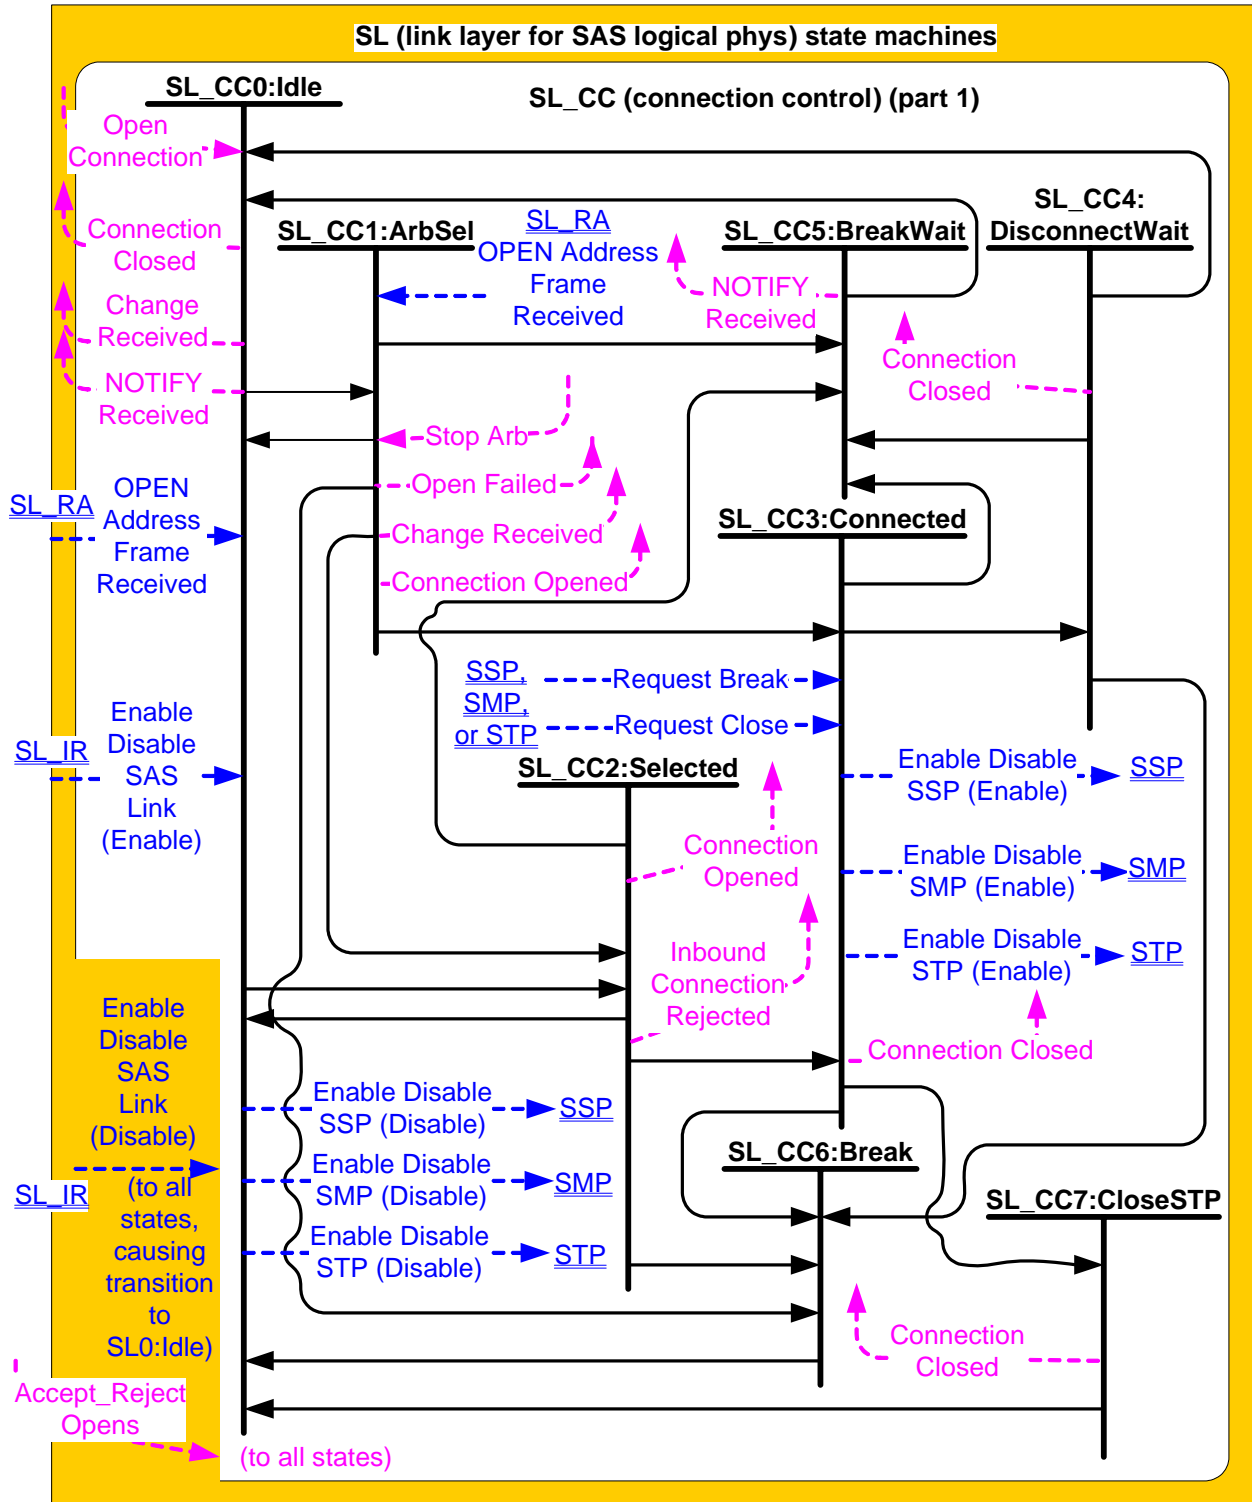 SL (link layer for SAS logical phys) state machines
SL_CC0:Idle
SL_CC (connection control) (part 1)
Open
Connection
Connection
Closed
Change
Received
NOTIFY
Received
SL_CC1:ArbSel
SL_RA
OPEN Address
Frame
Received
SL_CC5:BreakWait
NOTIFY
Received
SL_CC4:
DisconnectWait
Connection
Closed
Stop Arb
Open Failed
Change Received
Connection Opened
SL_RA
OPEN
Address
Frame
Received
SL_CC3:Connected
SSP,
SMP,
or STP
Request Break
Request Close
SL_IR
Enable
Disable
SAS
Link
(Enable)
SL_CC2:Selected
Enable Disable
SSP (Enable)
SSP
Connection
Opened
Enable Disable
SMP (Enable)
SMP
Inbound
Connection
Rejected
Enable Disable
STP (Enable)
STP
Connection Closed
Enable
Disable
SAS
Link
(Disable)
SL_IR
(to all
states,
causing
transition
to
SL0:Idle)
Enable Disable
SSP (Disable)
SSP
Enable Disable
SMP (Disable)
SMP
Enable Disable
STP (Disable)
STP
SL_CC6:Break
SL_CC7:CloseSTP
Connection
Closed
Accept_Reject
Opens
(to all states)